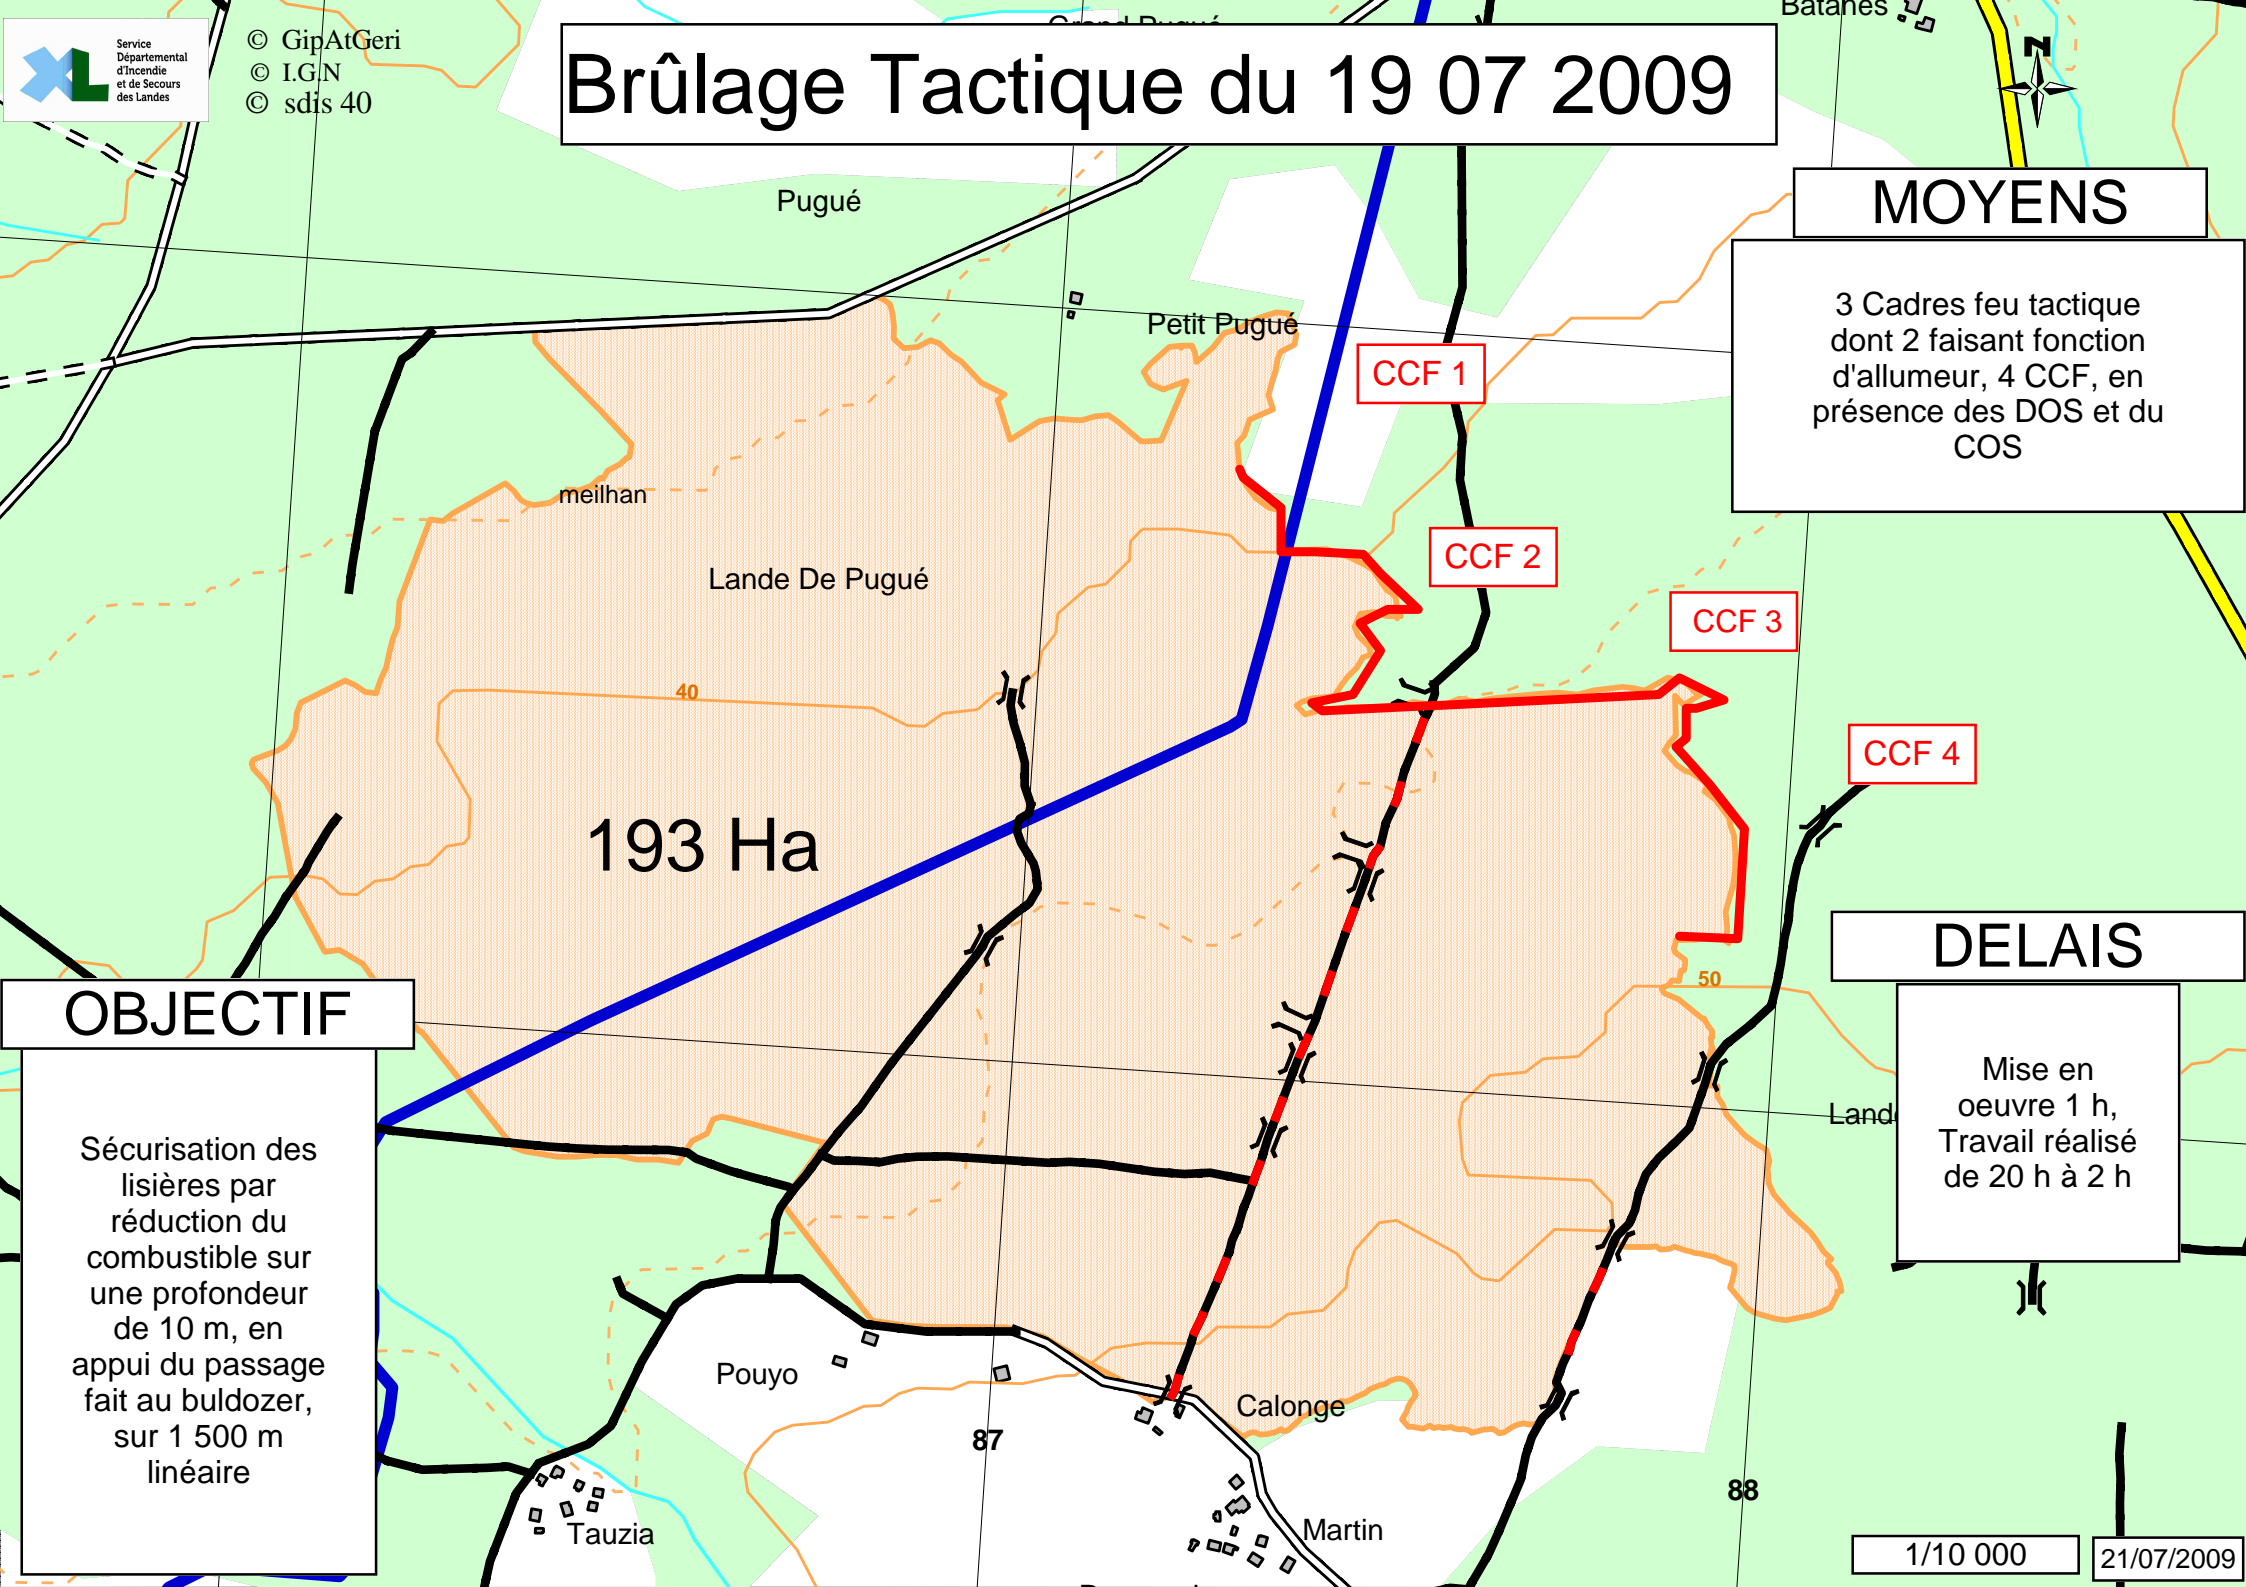 Service
Départemental
d'Incendie
et de Secours
des Landes
© GipAtGeri
© I.G.N
© sdis 40
Brûlage Tactique du 19 07 2009
Batanes
N
MOYENS
3 Cadres feu tactique
dont 2 faisant fonction
d'allumeur, 4 CCF, en
présence des DOS et du
COS
Grand Pugué
Pugué
Petit Pugué
CCF 1
meilhan
CCF 2
Lande De Pugué
CCF 3
40
CCF 4
193 Ha
DELAIS
Mise en
oeuvre 1 h,
Travail réalisé
de 20 h à 2 h
50
OBJECTIF
Sécurisation des
lisières par
réduction du
combustible sur
une profondeur
de 10 m, en
appui du passage
fait au buldozer,
sur 1 500 m
linéaire
Pouyo
Calonge
87
88
Tauzia
Martin
1/10 000
21/07/2009